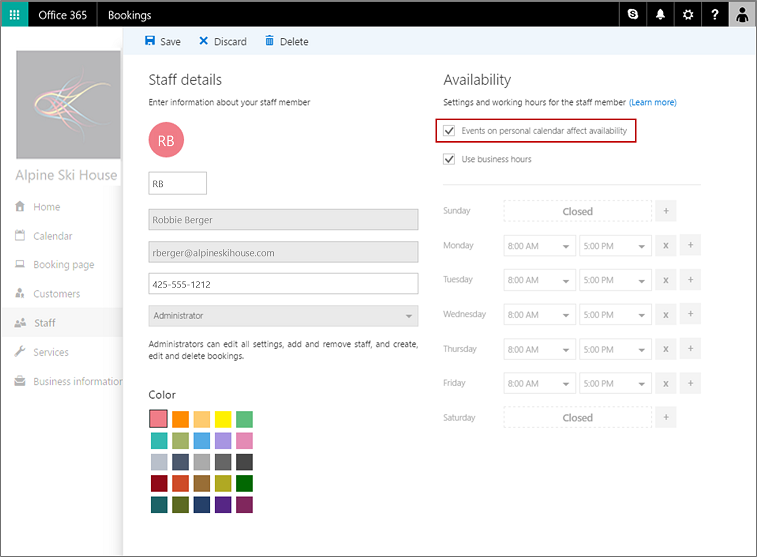 Office 365 Bookings ?
Save Discard Delete
Alpine Ski House
Home
Calendar
Booking page
Customers
Staff
Services
Business information
Staff details
Enter information about your staff member
RB
RB
Robbie Berger
rberger@alpineskihouse.com
425-555-1212
Administrator
Administrators can edit all settings, add and remove staff, and create,
edit and delete bookings.
Color
Availability
Settings and working hours for the staff member (Learn more)
Events on personal calendar affect availability
Use business hours
Sunday Closed +
Monday 8:00 AM 5:00 PM x +
Tuesday 8:00 AM 5:00 PM x +
Wednesday 8:00 AM 5:00 PM x +
Thursday 8:00 AM 5:00 PM x +
Friday 8:00 AM 5:00 PM x +
Saturday Closed +